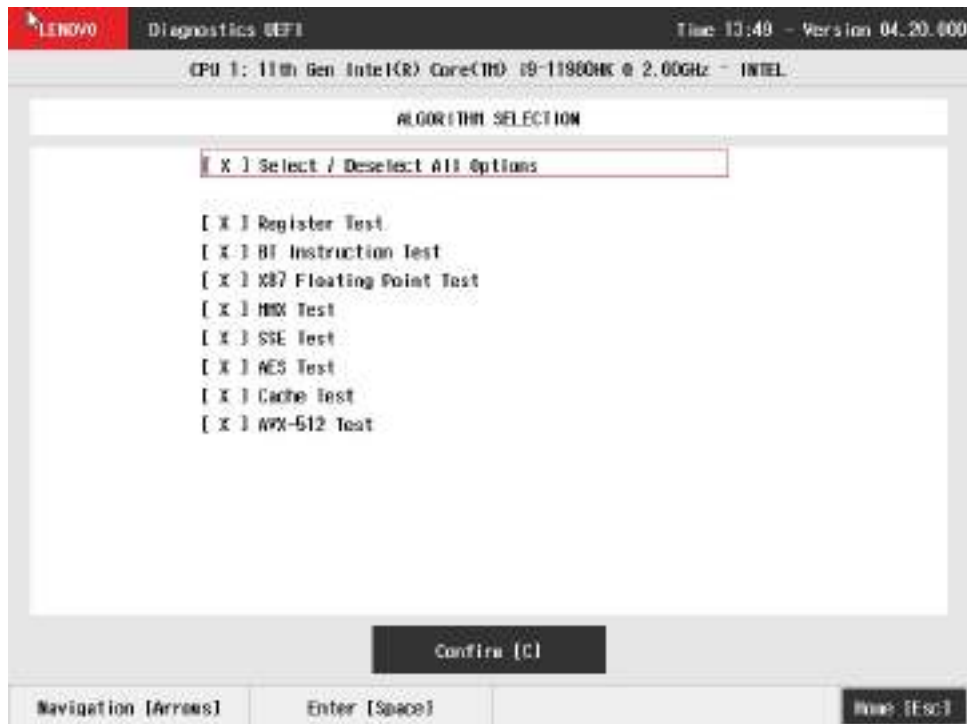 LENOVO Diagnostics UEFI Time 13:49 - Version 04.20.000
CPU 1: 11th Gen Intel(R) Core(TM) i9-11980HK @ 2.60GHz - INTEL
ALGORITHM SELECTION
[ X ] Select / Deselect All Options
[ X ] Register Test
[ X ] BT Instruction Test
[ X ] X87 Floating Point Test
[ X ] MMX Test
[ X ] SSE Test
[ X ] AES Test
[ X ] Cache Test
[ X ] AVX-512 Test
Confirm [C]
Navigation [Arrows] Enter [Space] Home [Esc]